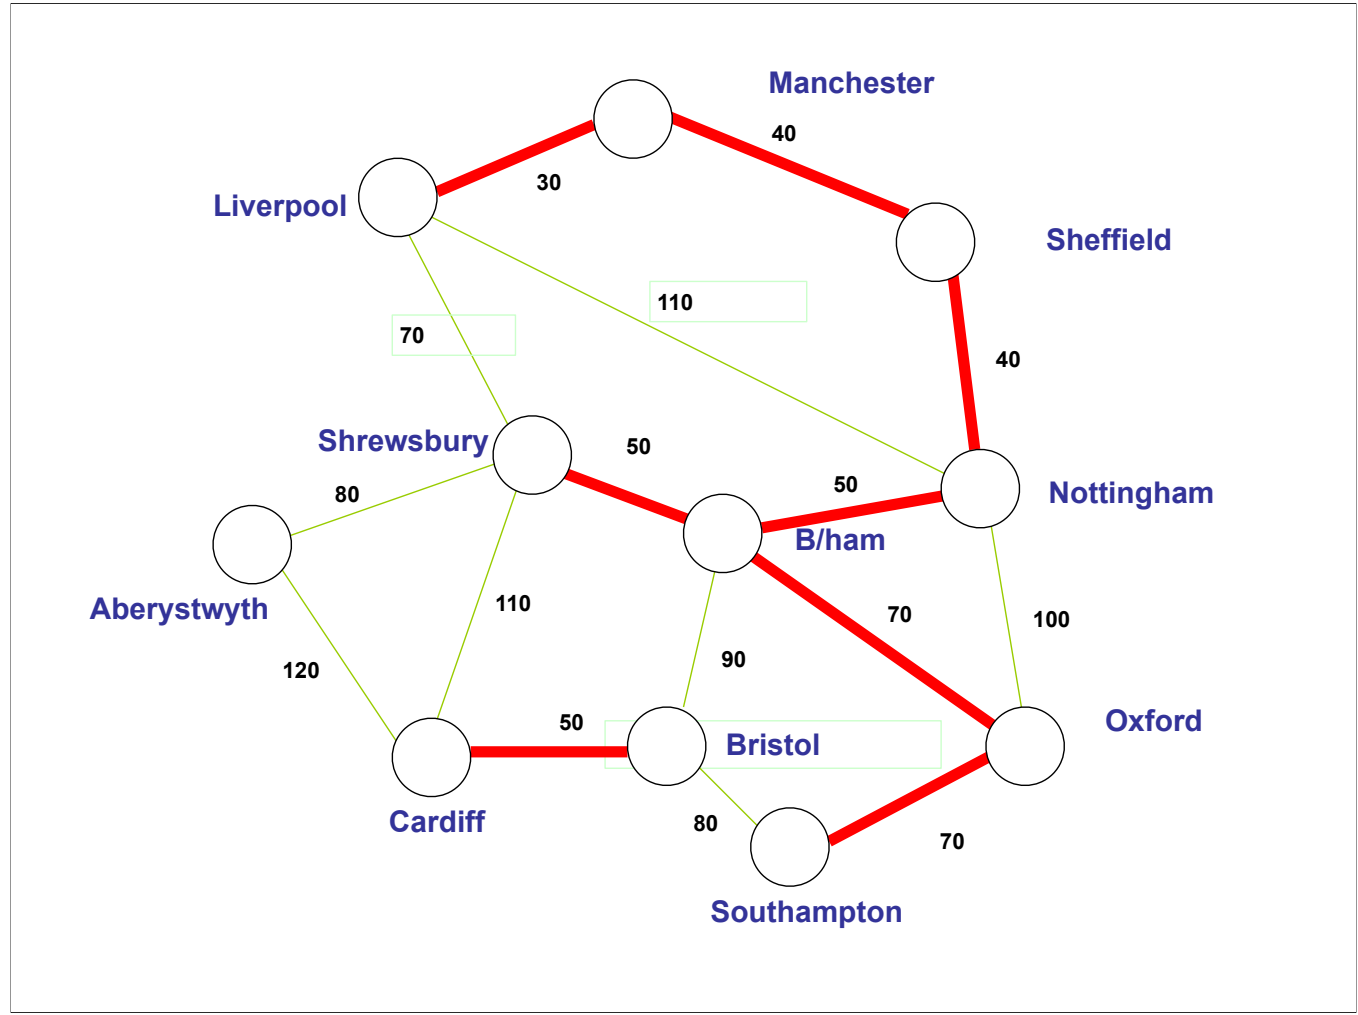 Manchester
40
30
Liverpool
Sheffield
110
70
40
Shrewsbury
50
80
50
Nottingham
B/ham
Aberystwyth
110
70
100
120
90
50
Bristol
Oxford
Cardiff
80
70
Southampton